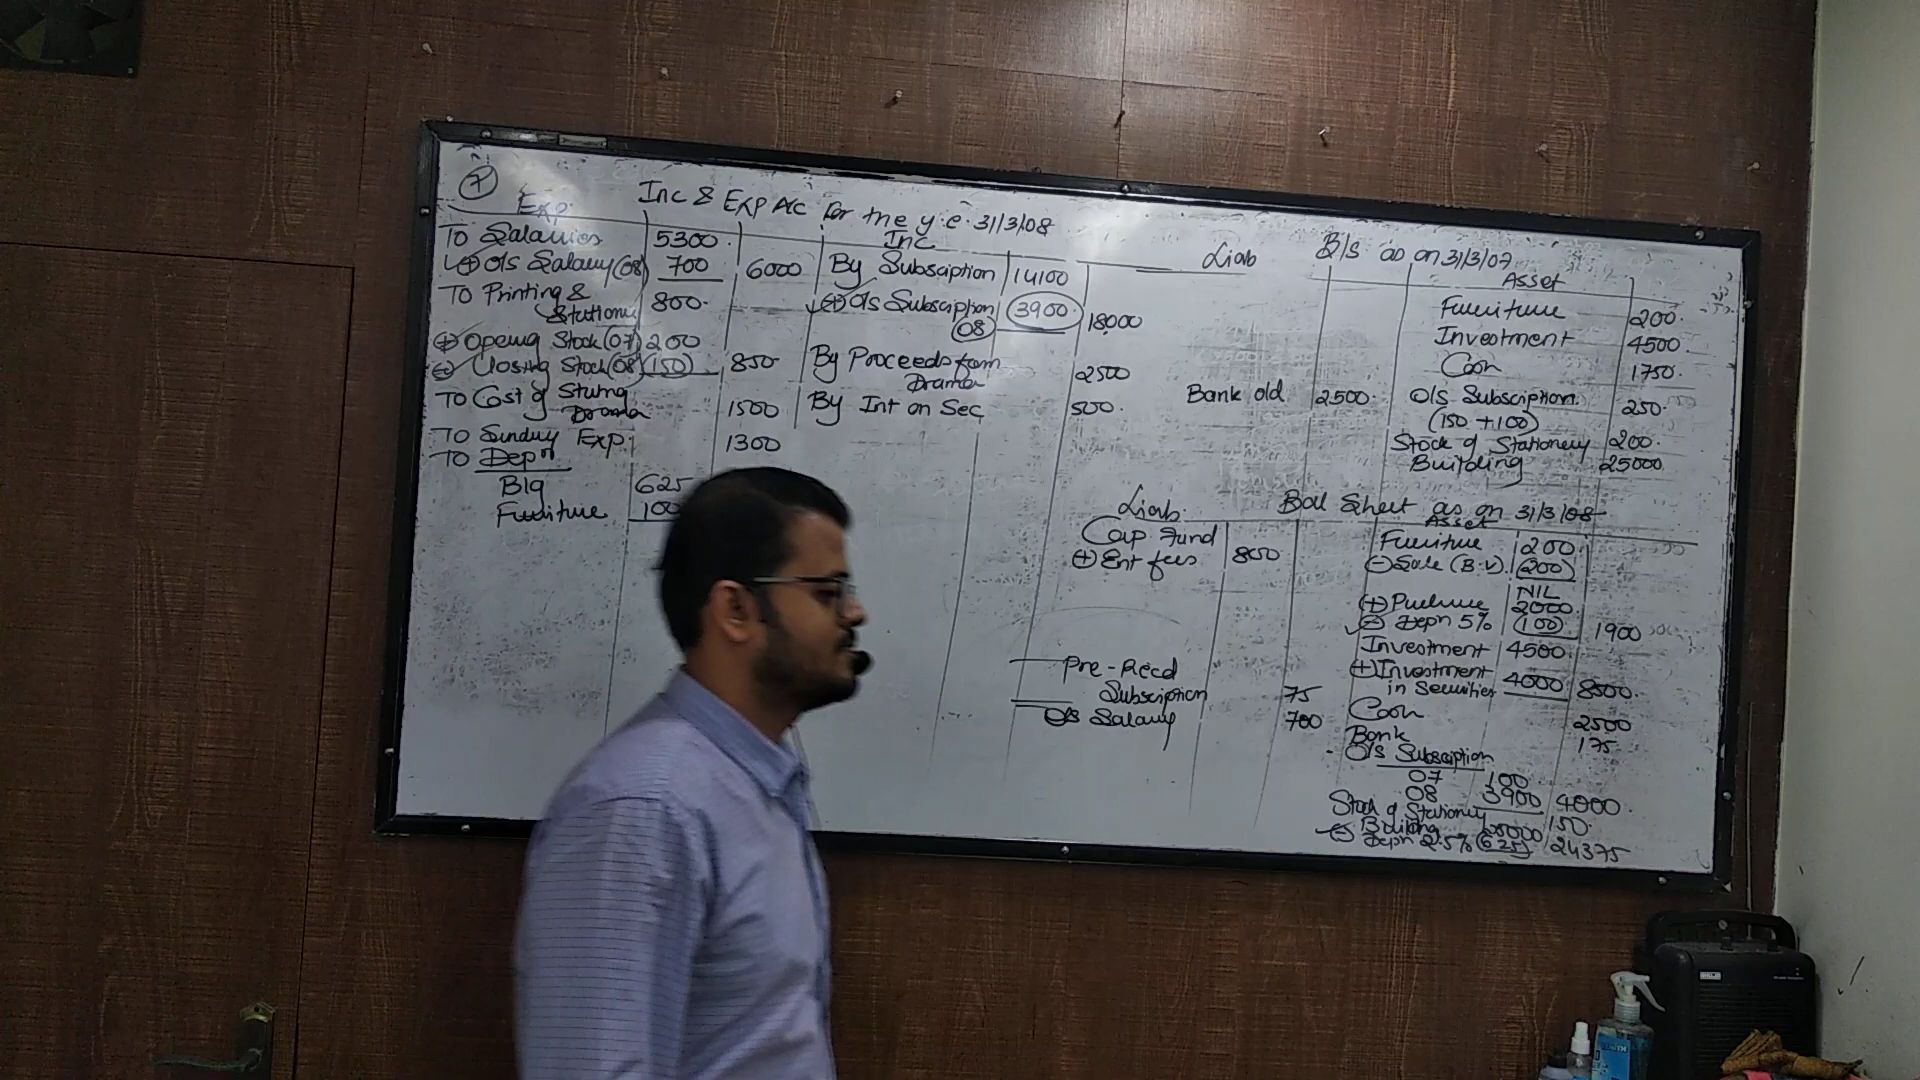 7
Inc & Exp A/c for the y.e. 31/3/08
Exp.
Inc
To Salaries 5300
(+) O/s Salary (08) 700 6000
To Printing &
Stationery 800
(+) Opening Stock (07) 200
(-) Closing Stock (08) (150) 850
To Cost of
Drama 1500
To Sundry Exp. 1300
To Depn
Blg 625
Furniture 100
By Subscription 14100
(+) O/s Subscription 3900
08 18000
By Proceeds from
Drama 2500
By Int on Sec 500
B/s as on 31/3/07
Liab
Asset
Furniture 200
Investment 4500
Cash 1750
Bank old 2500 O/s Subscription 250
(150 + 100)
Stock of Stationery 200
Building 25000
Bal Sheet as on 31/3/08
Liab
Asset
Cap. Fund
(+) Ent fees 800
Pre-Recd
Subscription 75
O/s Salary 700
Furniture 200
(-) Sale (B.V) (200)
NIL
(+) Purchase 2000
(-) Depn 5% (100) 1900
Investment 4500
(+) Investment
in Securities 4000 8500
Cash 2500
Bank 175
O/s Subscription
07 100
08 3900 4000
Stock of Stationery 150
Building 25000
(-) Depn 2.5% (625) 24375